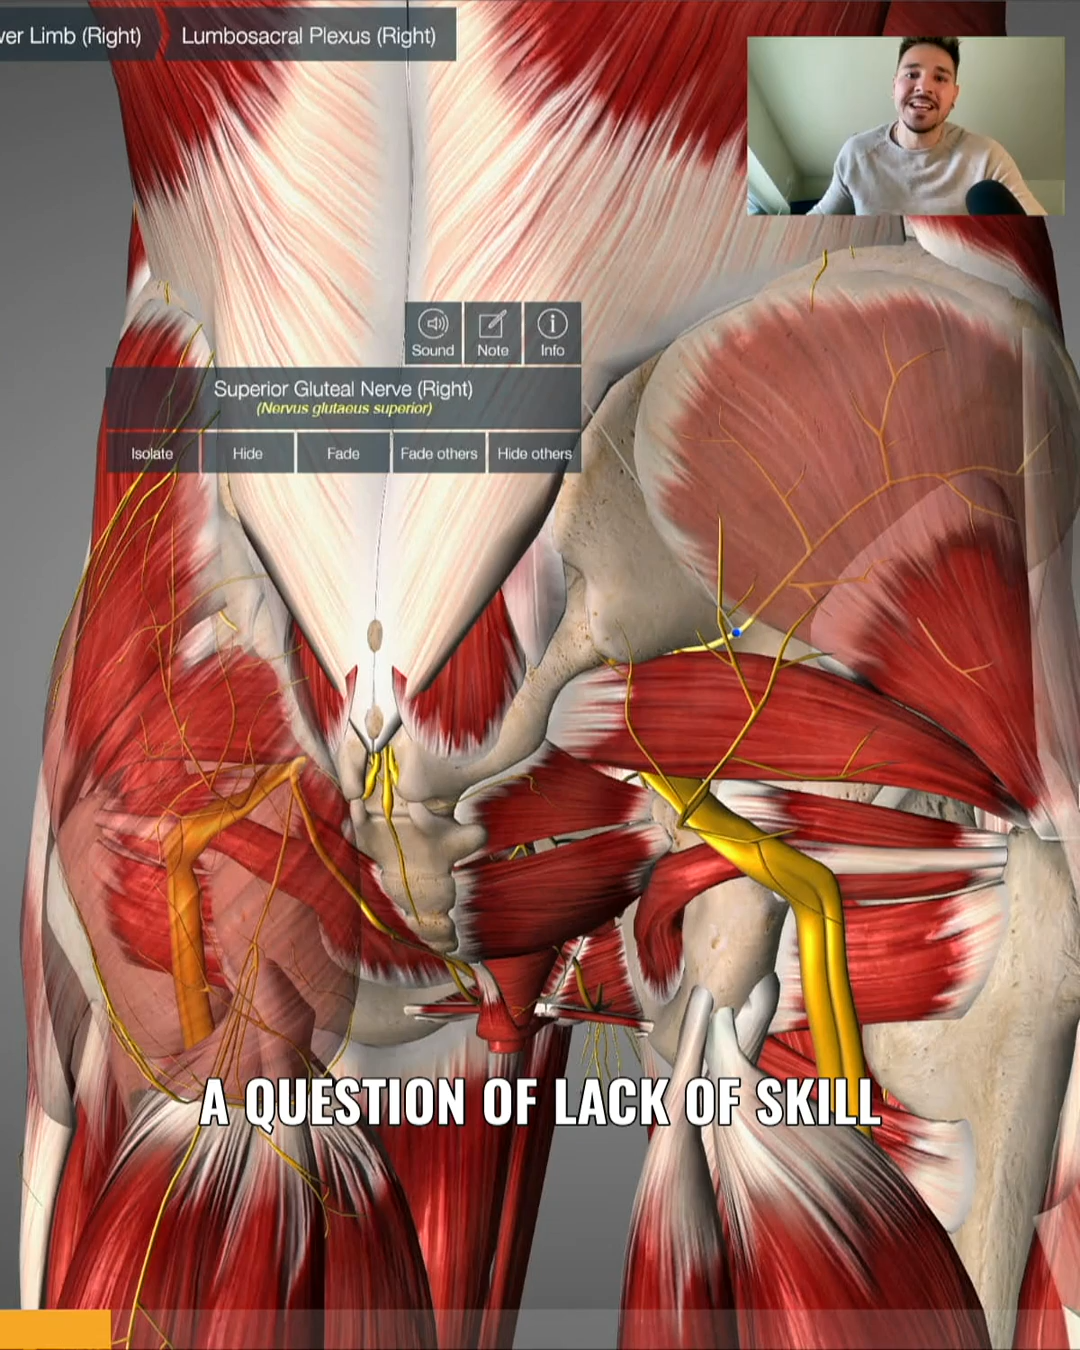 ver Limb (Right) Lumbosacral Plexus (Right)
Sound Note Info
Superior Gluteal Nerve (Right)
(Nervus glutaeus superior)
Isolate Hide Fade Fade others Hide others
A QUESTION OF LACK OF SKILL